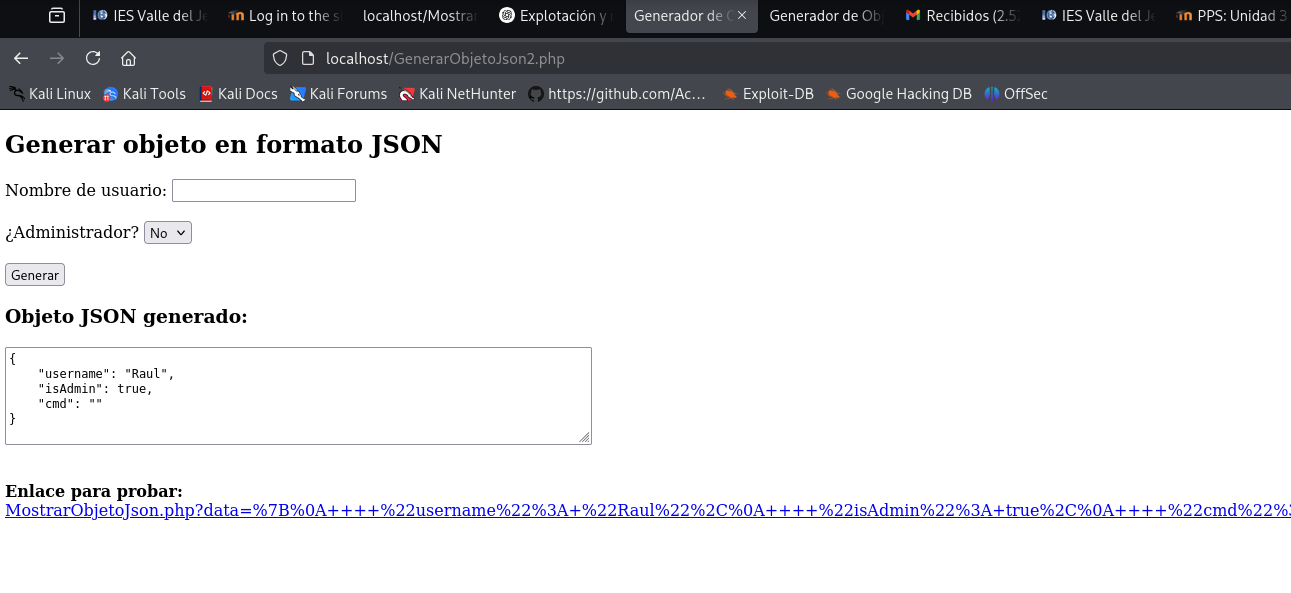 IES Valle del Je
Log in to the si
localhost/Mostra
Explotación y
Generador de O
Generador de Obj
Recibidos (2.52
IES Valle del Je
PPS: Unidad 3
localhost/GenerarObjetoJson2.php
Kali Linux
Kali Tools
Kali Docs
Kali Forums
Kali NetHunter
https://github.com/Ac...
Exploit-DB
Google Hacking DB
OffSec
Generar objeto en formato JSON
Nombre de usuario:
¿Administrador? No
Generar
Objeto JSON generado:
{
"username": "Raul",
"isAdmin": true,
"cmd": ""
}
Enlace para probar:
MostrarObjetoJson.php?data=%7B%0A++++%22username%22%3A+%22Raul%22%2C%0A++++%22isAdmin%22%3A+true%2C%0A++++%22cmd%22%3